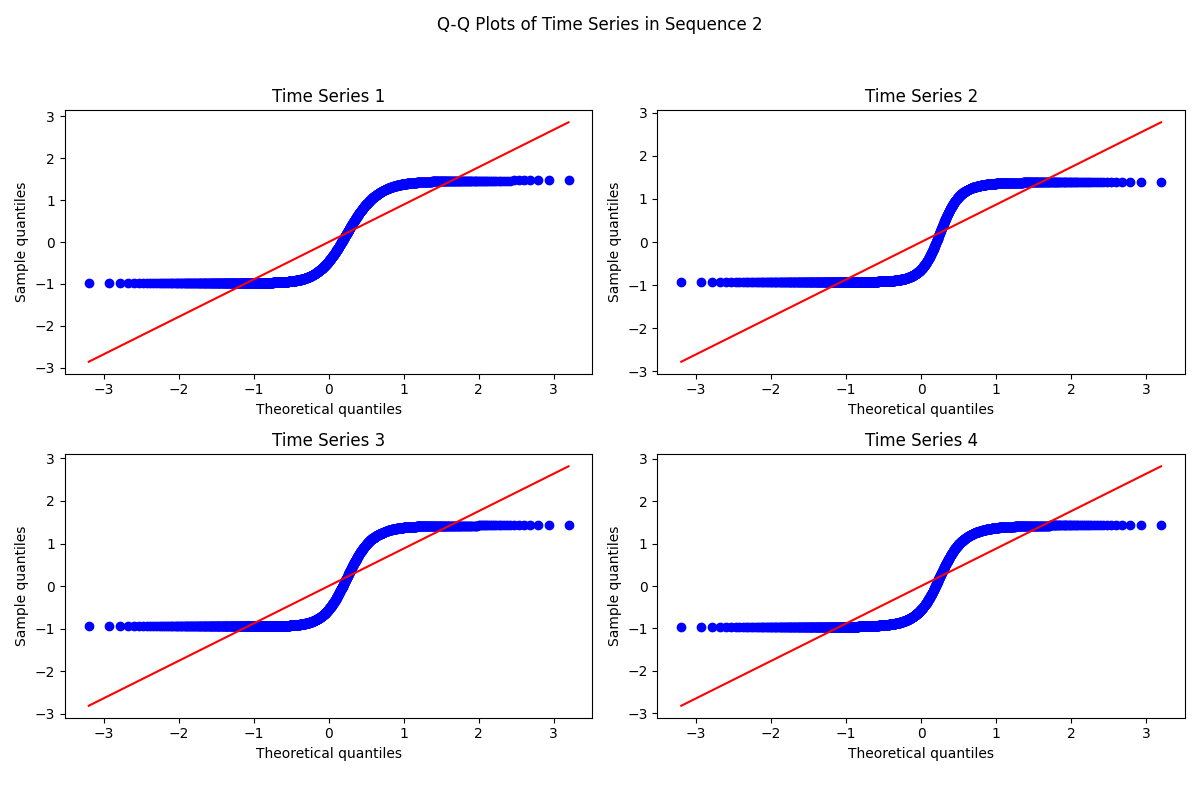 Q-Q Plots of Time Series in Sequence 2
Time Series 1
Sample quantiles
3
2
1
0
−1
−2
−3
−3 −2 −1 0 1 2 3
Theoretical quantiles
Time Series 2
Sample quantiles
3
2
1
0
−1
−2
−3
−3 −2 −1 0 1 2 3
Theoretical quantiles
Time Series 3
Sample quantiles
3
2
1
0
−1
−2
−3
−3 −2 −1 0 1 2 3
Theoretical quantiles
Time Series 4
Sample quantiles
3
2
1
0
−1
−2
−3
−3 −2 −1 0 1 2 3
Theoretical quantiles